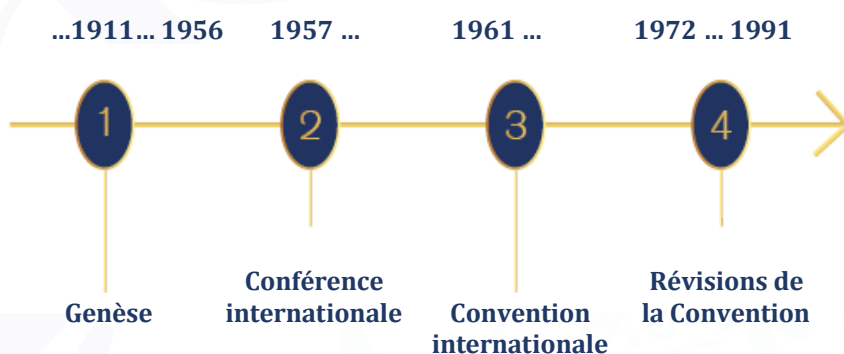 ...1911... 1956
1957 ...
1961 ...
1972 ... 1991
1
2
3
4
Genèse
Conférence
internationale
Convention
internationale
Révisions de
la Convention